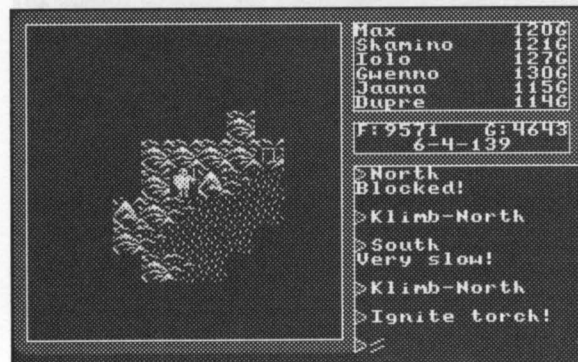 Max 120G
Skamino 121G
Iolo 127G
Gwenno 130G
Jaana 115G
Dupre 114G
F:9571 G:4643
6-4-139
▷North
Blocked!
▷Klimb-North
▷South
Very slow!
▷Klimb-North
▷Ignite torch!
▷